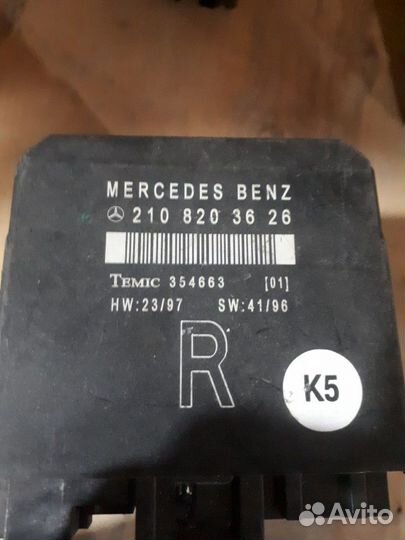 MERCEDES BENZ
210 820 36 26
TEMIC 354663 [01]
HW:23/97 SW:41/96
R
K5
Avito